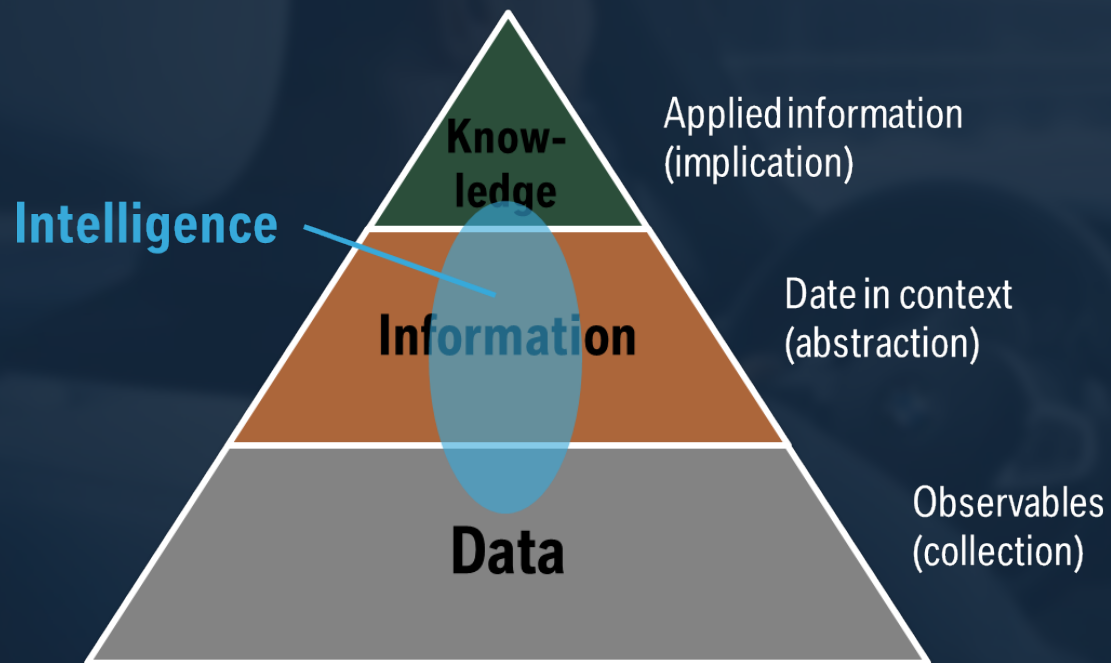 Know-
ledge
Applied information
(implication)
Intelligence
Information
Date in context
(abstraction)
Data
Observables
(collection)